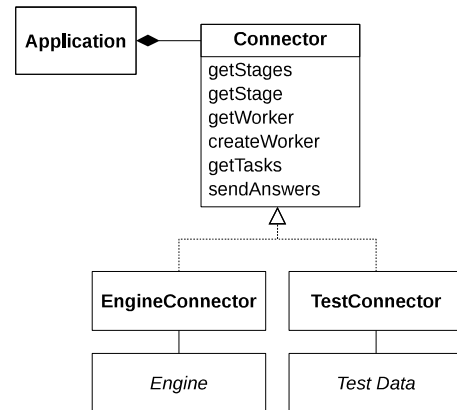 Application
Connector
getStages
getStage
getWorker
createWorker
getTasks
sendAnswers
EngineConnector
TestConnector
Engine
Test Data